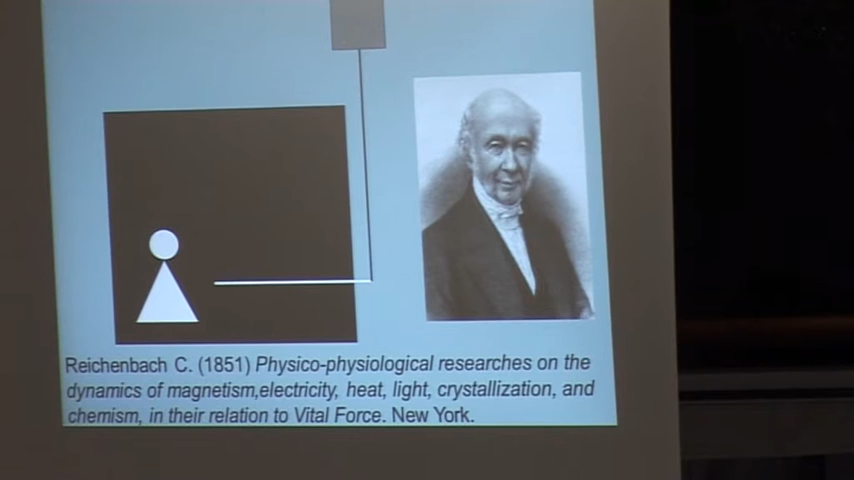 Reichenbach C. (1851) Physico-physiological researches on the
dynamics of magnetism,electricity, heat, light, crystallization, and
chemism, in their relation to Vital Force. New York.